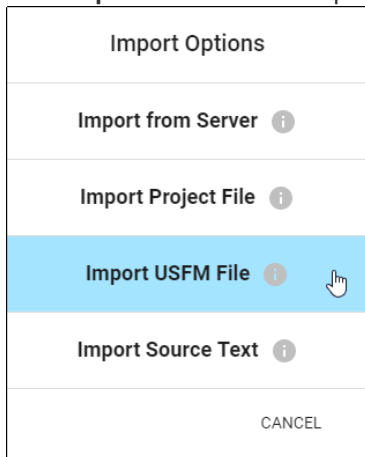 Import Options
Import from Server
Import Project File
Import USFM File
Import Source Text
CANCEL